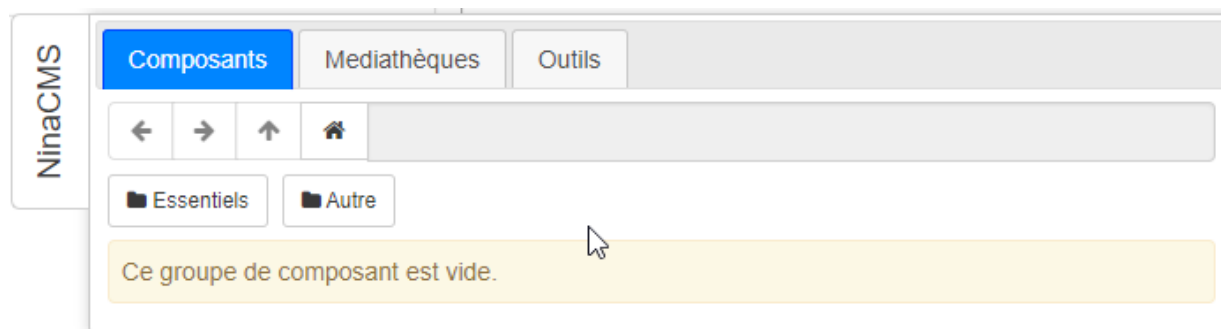 NinaCMS
Composants Mediathèques Outils
Essentiels Autre
Ce groupe de composant est vide.